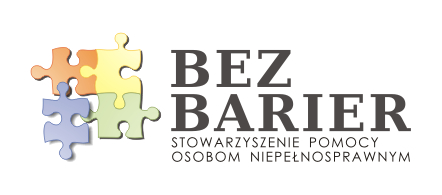 BEZ
BARIER
STOWARZYSZENIE POMOCY
OSOBOM NIEPEŁNOSPRAWNYM